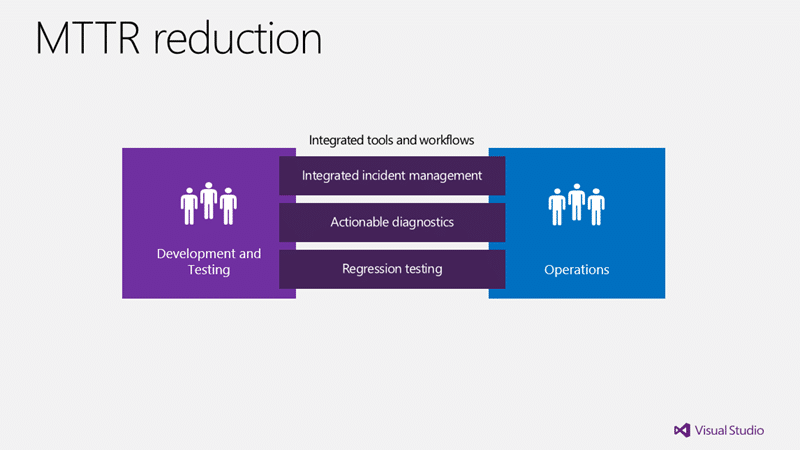 MTTR reduction
Integrated tools and workflows
Integrated incident management
Actionable diagnostics
Regression testing
Development and
Testing
Operations
Visual Studio